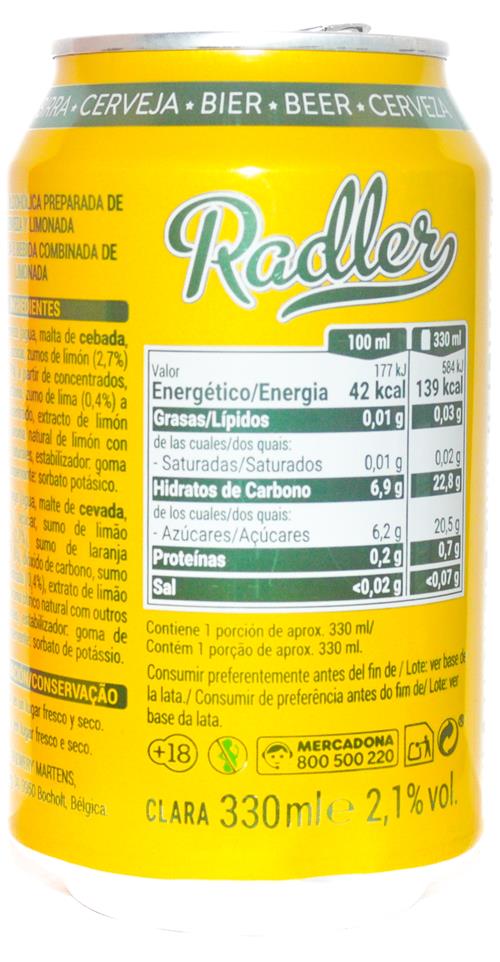 CERVEJA ★ BIER ★ BEER ★ CERVEZA
PREPARADA DE
Y LIMONADA
COMBINADA DE
Radler
malta de cebada,
zumos de limón (2,7%)
partir de concentrados,
zumo de lima (0,4%) a
extracto de limón
natural de limón con
estabilizador: goma
sorbato potásico.
malte de cevada,
sumo de limão
sumo de laranja
de carbono, sumo
extrato de limão
natural com outros
estabilizador: goma de
sorbato de potássio.
/CONSERVAÇÃO
lugar fresco y seco.
lugar fresco e seco.
MARTENS,
Bocholt, Bélgica.
100 ml 330 ml
Valor 177 kJ 584 kJ
Energético/Energia 42 kcal 139 kcal
Grasas/Lípidos 0,01 g 0,03 g
de las cuales/dos quais:
- Saturadas/Saturados 0,01 g 0,02 g
Hidratos de Carbono 6,9 g 22,8 g
de los cuales/dos quais:
- Azúcares/Açúcares 6,2 g 20,5 g
Proteínas 0,2 g 0,7 g
Sal <0,02 g <0,07 g
Contiene 1 porción de aprox. 330 ml/
Contém 1 porção de aprox. 330 ml.
Consumir preferentemente antes del fin de / Lote: ver base de
la lata./ Consumir de preferência antes do fim de/ Lote: ver
base da lata.
+18 MERCADONA
800 500 220
CLARA 330 ml e 2,1% vol.